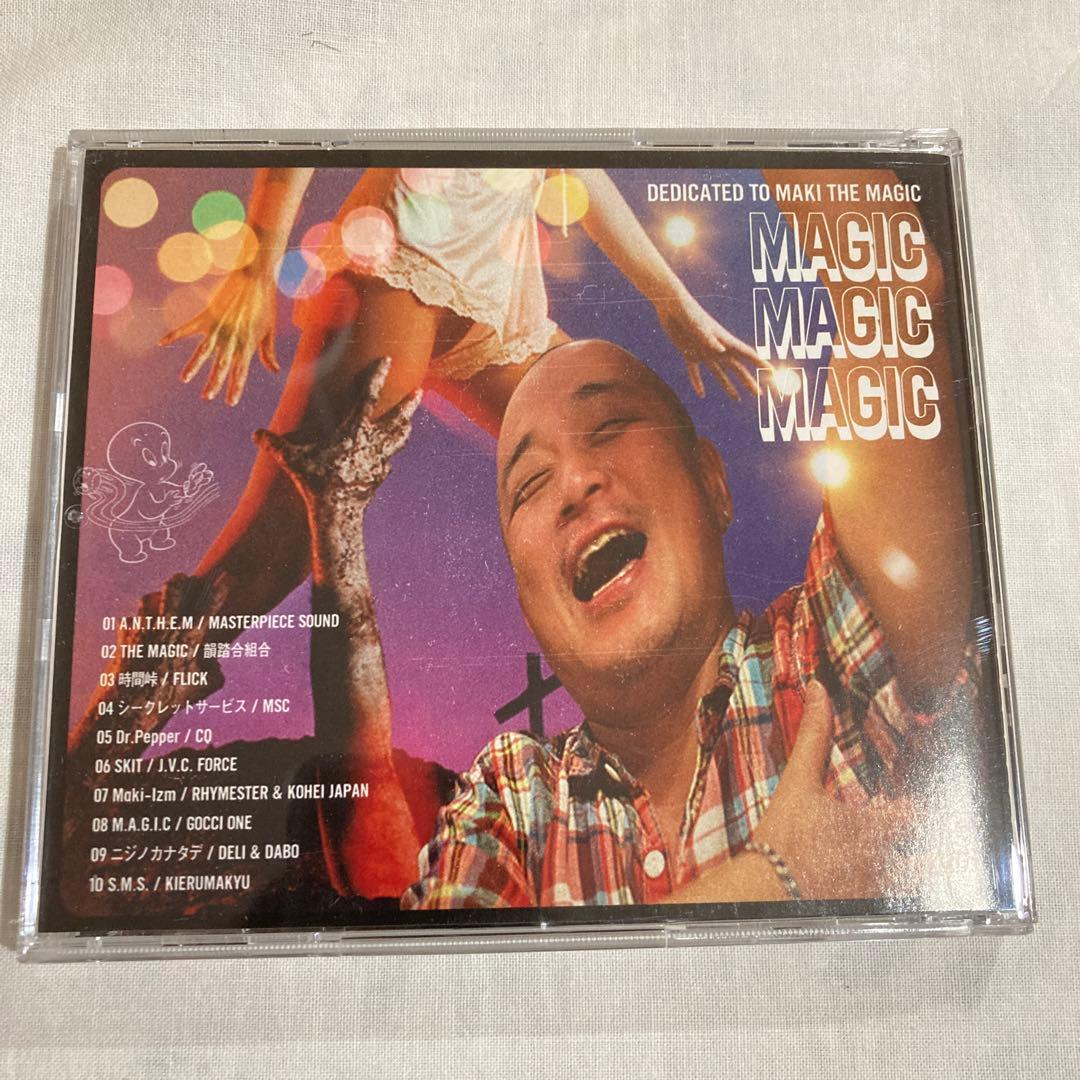 DEDICATED TO MAKI THE MAGIC
MAGIC
MAGIC
MAGIC
01 A.N.T.H.E.M / MASTERPIECE SOUND
02 THE MAGIC / 韻踏合組合
03 時間峠 / FLICK
04 シークレットサービス / MSC
05 Dr.Pepper / CQ
06 SKIT / J.V.C. FORCE
07 Maki-Izm / RHYMESTER & KOHEI JAPAN
08 M.A.G.I.C / GOCCI ONE
09 ニジノカナタデ / DELI & DABO
10 S.M.S. / KIERUMAKYU